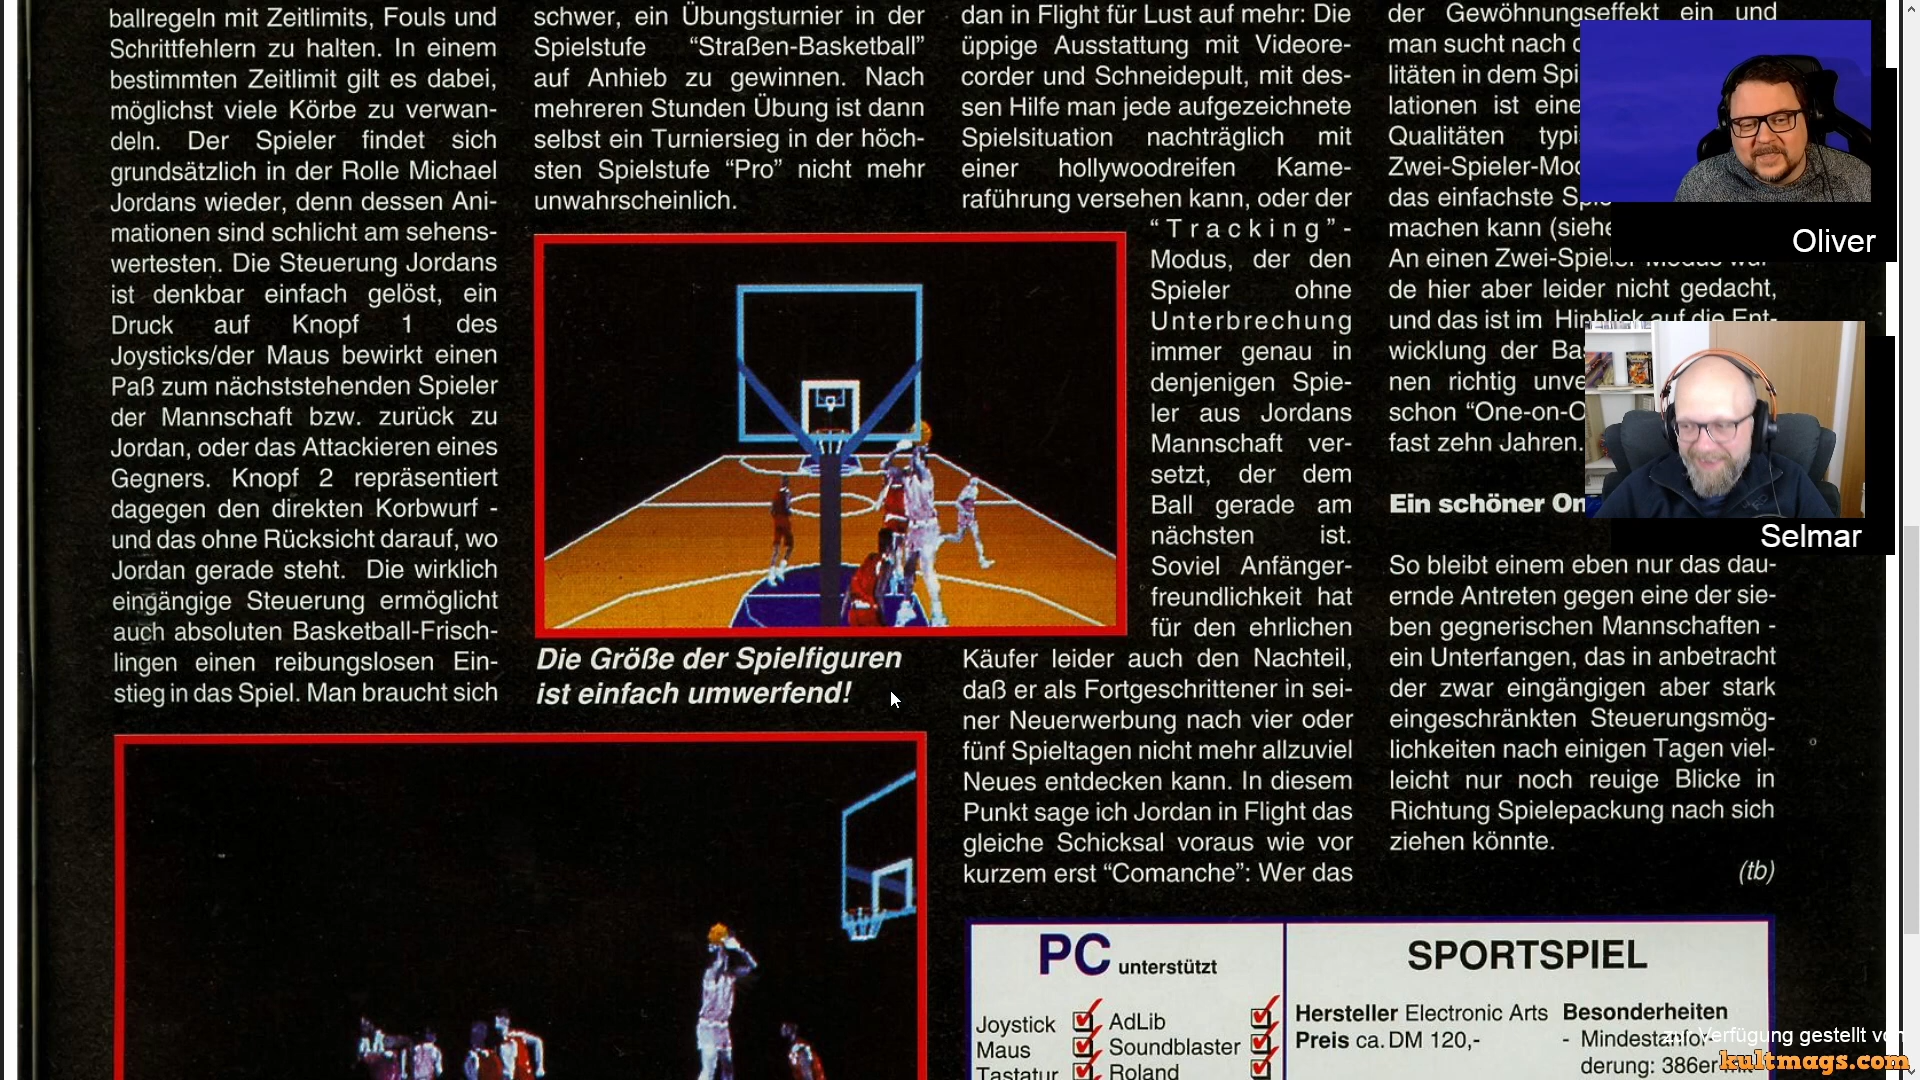 ballregeln mit Zeitlimits, Fouls und
Schrittfehlern zu halten. In einem
bestimmten Zeitlimit gilt es dabei,
möglichst viele Körbe zu verwan-
deln. Der Spieler findet sich
grundsätzlich in der Rolle Michael
Jordans wieder, denn dessen Ani-
mationen sind schlicht am sehens-
wertesten. Die Steuerung Jordans
ist denkbar einfach gelöst, ein
Druck auf Knopf 1 des
Joysticks/der Maus bewirkt einen
Paß zum nächststehenden Spieler
der Mannschaft bzw. zurück zu
Jordan, oder das Attackieren eines
Gegners. Knopf 2 repräsentiert
dagegen den direkten Korbwurf -
und das ohne Rücksicht darauf, wo
Jordan gerade steht. Die wirklich
eingängige Steuerung ermöglicht
auch absoluten Basketball-Frisch-
lingen einen reibungslosen Ein-
stieg in das Spiel. Man braucht sich
schwer, ein Übungsturnier in der
Spielstufe “Straßen-Basketball”
auf Anhieb zu gewinnen. Nach
mehreren Stunden Übung ist dann
selbst ein Turniersieg in der höch-
sten Spielstufe “Pro” nicht mehr
unwahrscheinlich.
Die Größe der Spielfiguren
ist einfach umwerfend!
dan in Flight für Lust auf mehr: Die
üppige Ausstattung mit Videore-
corder und Schneidepult, mit des-
sen Hilfe man jede aufgezeichnete
Spielsituation nachträglich mit
einer hollywoodreifen Kame-
raführung versehen kann, oder der
“Tracking”-
Modus, der den
Spieler ohne
Unterbrechung
immer genau in
denjenigen Spie-
ler aus Jordans
Mannschaft ver-
setzt, der dem
Ball gerade am
nächsten ist.
Soviel Anfänger-
freundlichkeit hat
für den ehrlichen
Käufer leider auch den Nachteil,
daß er als Fortgeschrittener in sei-
ner Neuerwerbung nach vier oder
fünf Spieltagen nicht mehr allzuviel
Neues entdecken kann. In diesem
Punkt sage ich Jordan in Flight das
gleiche Schicksal voraus wie vor
kurzem erst “Comanche”: Wer das
der Gewöhnungseffekt ein und
man sucht nach
litäten in dem
lationen ist eine
Qualitäten
das einfachste
machen kann (siehe
An einen
de hier aber leider nicht gedacht,
und das ist im Hinblick auf die Ent-
wicklung der
nen richtig
schon
fast zehn Jahren.
Ein schöner
So bleibt einem eben nur das dau-
ernde Antreten gegen eine der sie-
ben gegnerischen Mannschaften -
ein Unterfangen, das in anbetracht
der zwar eingängigen aber stark
eingeschränkten Steuerungsmög-
lichkeiten nach einigen Tagen viel-
leicht nur noch reuige Blicke in
Richtung Spielepackung nach sich
ziehen könnte.
(tb)
Oliver
Selmar
PC unterstützt
Joystick AdLib
Maus Soundblaster
Tastatur Roland
SPORTSPIEL
Hersteller Electronic Arts
Preis ca. DM 120,-
Besonderheiten
- Mindestanfor-
derung: 386er
zur Verfügung gestellt von
kultmags.com